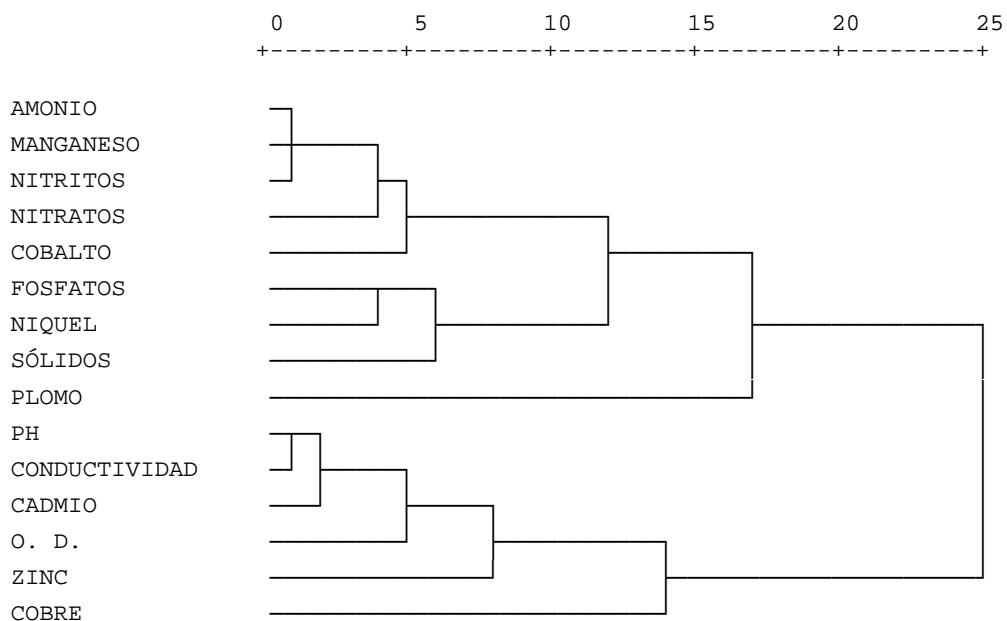 0 5 10 15 20 25
+---------+---------+---------+---------+---------+
AMONIO
MANGANESO
NITRITOS
NITRATOS
COBALTO
FOSFATOS
NIQUEL
SÓLIDOS
PLOMO
PH
CONDUCTIVIDAD
CADMIO
O. D.
ZINC
COBRE